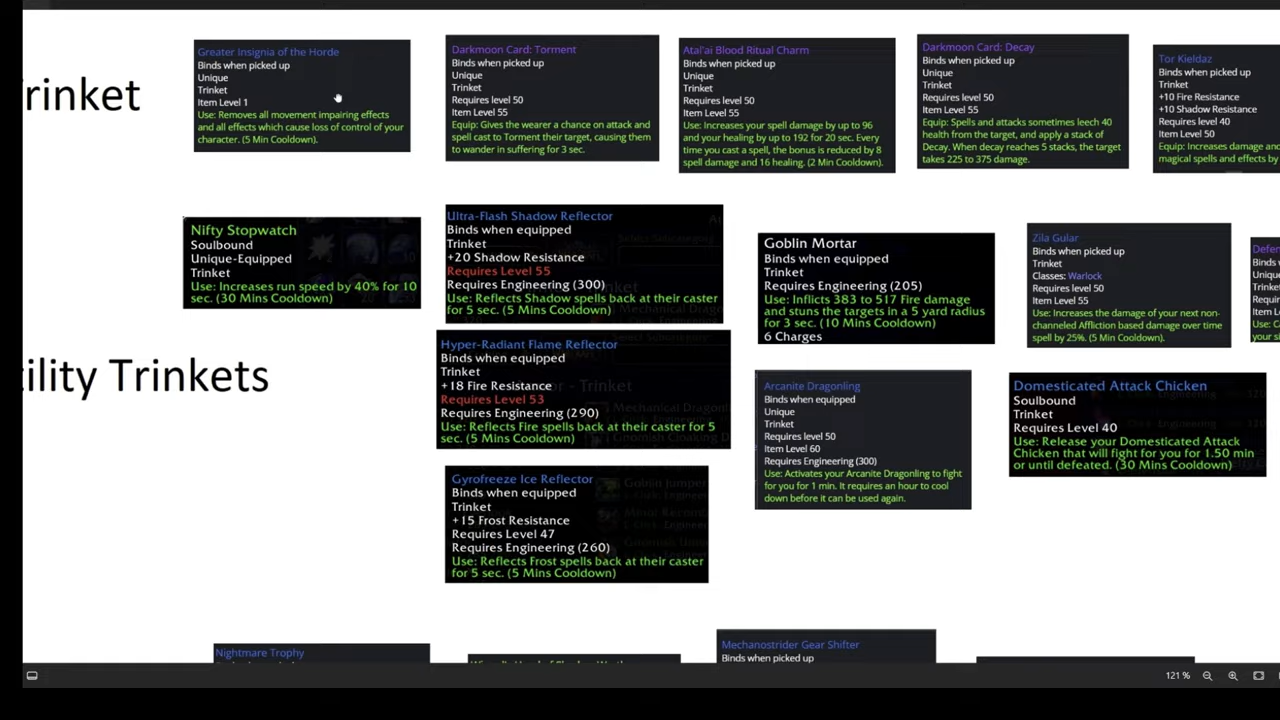 rinket
Greater Insignia of the Horde
Binds when picked up
Unique
Trinket
Item Level 1
Use: Removes all movement impairing effects
and all effects which cause loss of control of your
character. (5 Min Cooldown).
Darkmoon Card: Torment
Binds when picked up
Unique
Trinket
Requires level 50
Item Level 55
Equip: Gives the wearer a chance on attack and
spell cast to Torment their target, causing them
to wander in suffering for 3 sec.
Atal'ai Blood Ritual Charm
Binds when picked up
Unique
Trinket
Requires level 50
Item Level 55
Use: Increases your spell damage by up to 96
and your healing by up to 192 for 20 sec. Every
time you cast a spell, the bonus is reduced by 8
spell damage and 16 healing. (2 Min Cooldown).
Darkmoon Card: Decay
Binds when picked up
Unique
Trinket
Requires level 50
Item Level 55
Equip: Spells and attacks sometimes leech 40
health from the target, and apply a stack of
Decay. When decay reaches 5 stacks, the target
takes 225 to 375 damage.
Tor Kieldaz
Binds when picked up
Trinket
+10 Fire Resistance
+10 Shadow Resistance
Requires level 40
Item Level 50
Equip: Increases damage and
magical spells and effects by
Nifty Stopwatch
Soulbound
Unique-Equipped
Trinket
Use: Increases run speed by 40% for 10
sec. (30 Mins Cooldown)
Ultra-Flash Shadow Reflector
Binds when equipped
Trinket
+20 Shadow Resistance
Requires Level 55
Requires Engineering (300)
Use: Reflects Shadow spells back at their caster
for 5 sec. (5 Mins Cooldown)
Goblin Mortar
Binds when equipped
Trinket
Requires Engineering (205)
Use: Inflicts 383 to 517 Fire damage
and stuns the targets in a 5 yard radius
for 3 sec. (10 Mins Cooldown)
6 Charges
Zila Gular
Binds when picked up
Trinket
Classes: Warlock
Requires level 50
Item Level 55
Use: Increases the damage of your next non-
channeled Affliction based damage over time
spell by 25%. (5 Min Cooldown).
ility Trinkets
Hyper-Radiant Flame Reflector
Binds when equipped
Trinket
+18 Fire Resistance
Requires Level 53
Requires Engineering (290)
Use: Reflects Fire spells back at their caster for 5
sec. (5 Mins Cooldown)
Arcanite Dragonling
Binds when equipped
Unique
Trinket
Requires level 50
Item Level 60
Requires Engineering (300)
Use: Activates your Arcanite Dragonling to fight
for you for 1 min. It requires an hour to cool
down before it can be used again.
Domesticated Attack Chicken
Soulbound
Trinket
Requires Level 40
Use: Release your Domesticated Attack
Chicken that will fight for you for 1.50 min
or until defeated. (30 Mins Cooldown)
Gyrofreeze Ice Reflector
Binds when equipped
Trinket
+15 Frost Resistance
Requires Level 47
Requires Engineering (260)
Use: Reflects Frost spells back at their caster
for 5 sec. (5 Mins Cooldown)
Nightmare Trophy
Mechanostrider Gear Shifter
Binds when picked up
121 %